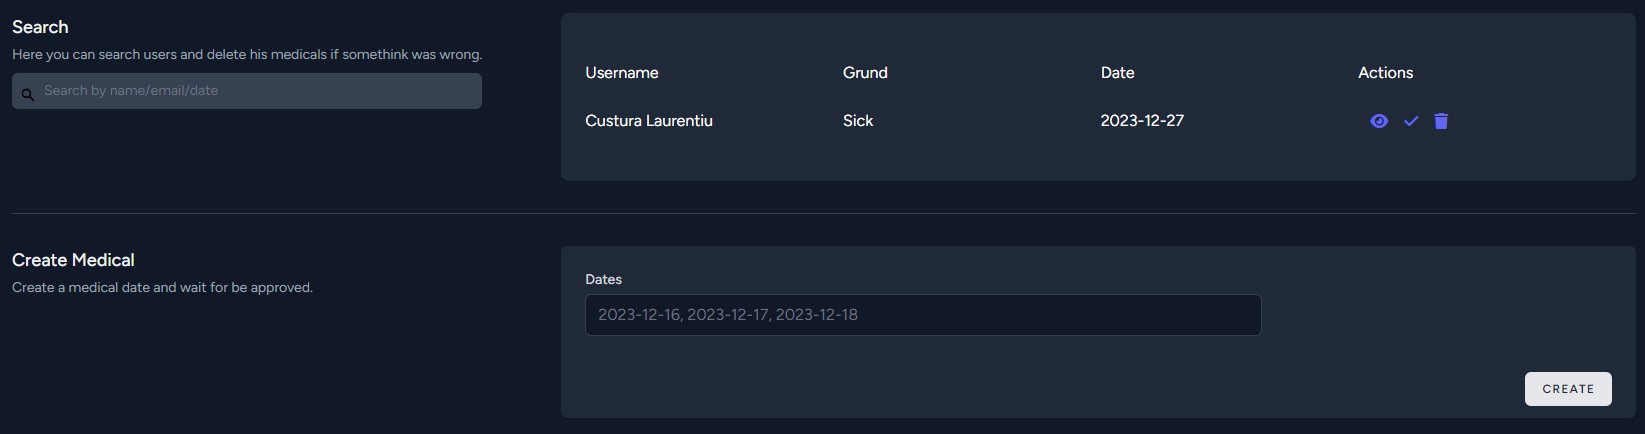 Search
Here you can search users and delete his medicals if somethink was wrong.
Search by name/email/date
Username Grund Date Actions
Custura Laurentiu Sick 2023-12-27
Create Medical
Create a medical date and wait for be approved.
Dates
2023-12-16, 2023-12-17, 2023-12-18
CREATE